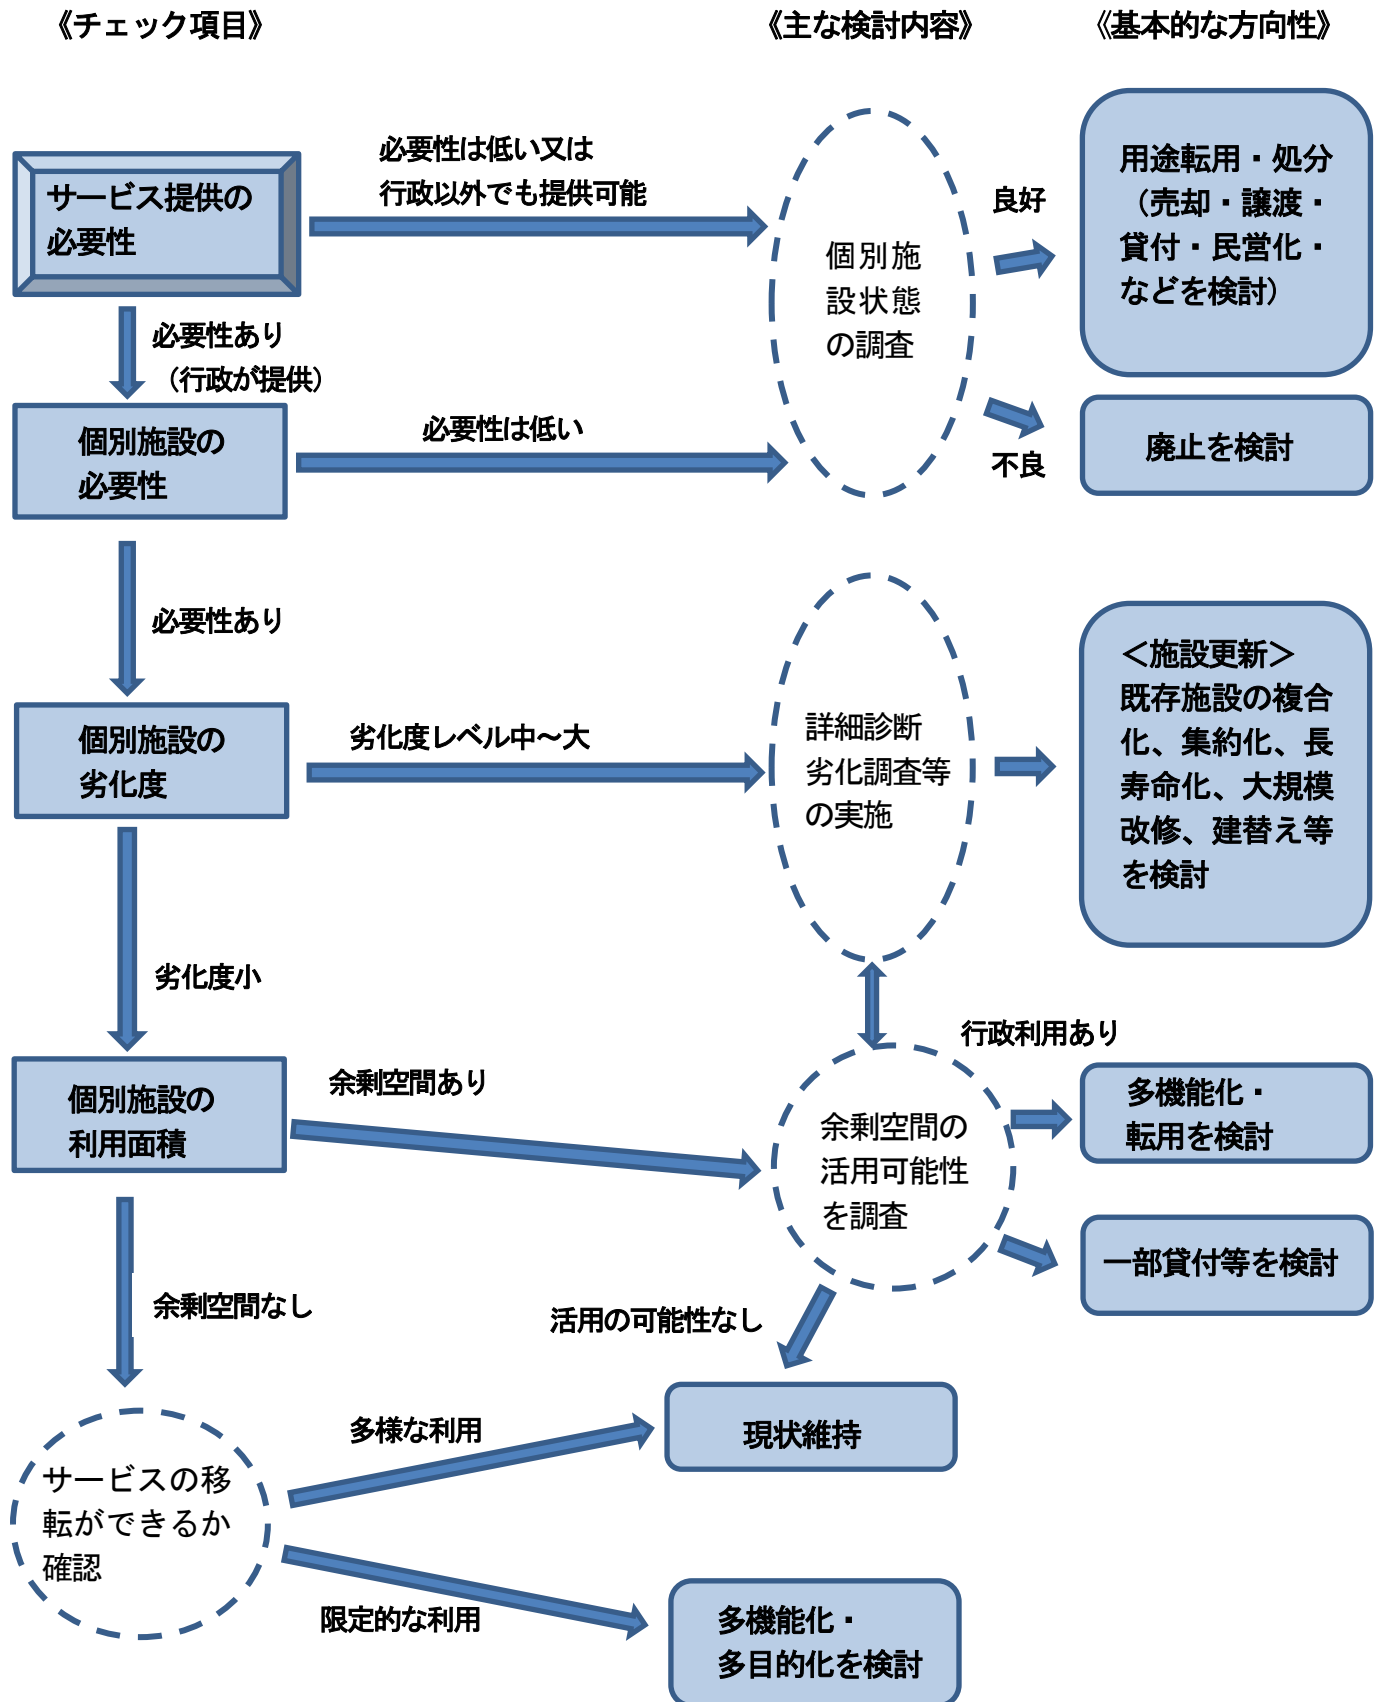 《チェック項目》
《主な検討内容》
《基本的な方向性》
サービス提供の
必要性
必要性は低い又は
行政以外でも提供可能
個別施
設状態
の調査
良好
用途転用・処分
（売却・譲渡・
貸付・民営化・
などを検討）
必要性あり
（行政が提供）
個別施設の
必要性
必要性は低い
不良
廃止を検討
必要性あり
個別施設の
劣化度
劣化度レベル中～大
詳細診断
劣化調査等
の実施
＜施設更新＞
既存施設の複合
化、集約化、長
寿命化、大規模
改修、建替え等
を検討
劣化度小
個別施設の
利用面積
余剰空間あり
余剰空間の
活用可能性
を調査
行政利用あり
多機能化・
転用を検討
一部貸付等を検討
余剰空間なし
活用の可能性なし
サービスの移
転ができるか
確認
多様な利用
現状維持
限定的な利用
多機能化・
多目的化を検討